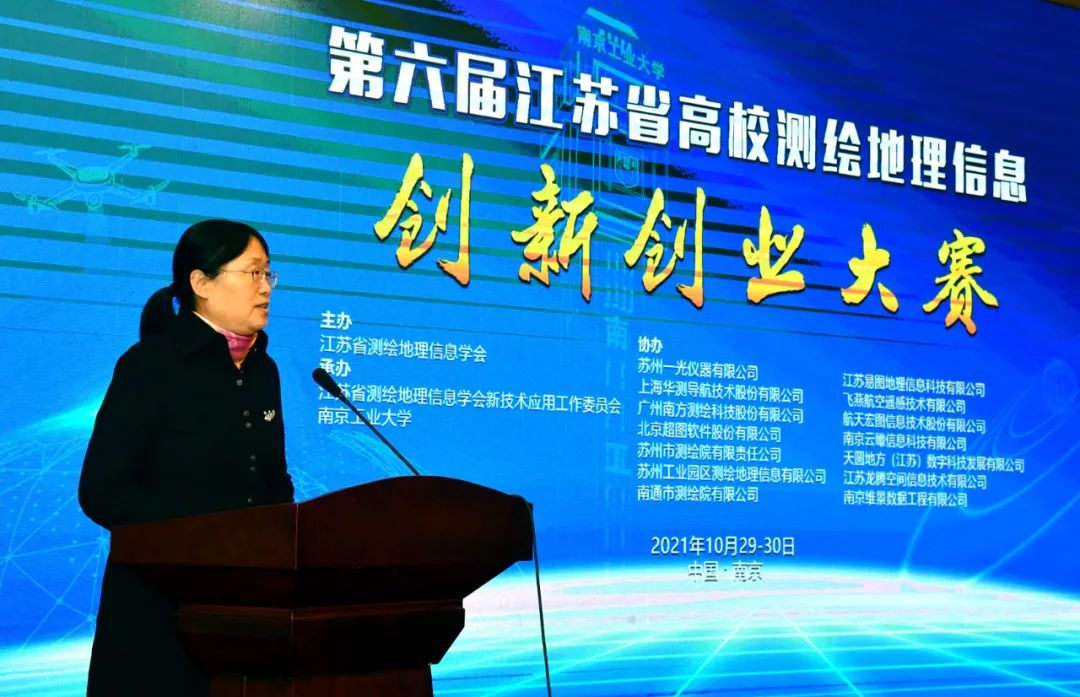 南京工业大学
第六届江苏省高校测绘地理信息
创新创业大赛
主办
江苏省测绘地理信息学会
承办
江苏省测绘地理信息学会新技术应用工作委员会
南京工业大学
协办
苏州一光仪器有限公司
上海华测导航技术股份有限公司
广州南方测绘科技股份有限公司
北京超图软件股份有限公司
苏州市测绘院有限责任公司
苏州工业园区测绘地理信息有限公司
南通市测绘院有限公司
江苏易图地理信息科技有限公司
飞燕航空遥感技术有限公司
航天宏图信息技术股份有限公司
南京云瞰信息科技有限公司
天圆地方（江苏）数字科技发展有限公司
江苏龙腾空间信息技术有限公司
南京维景数据工程有限公司
2021年10月29-30日
中国·南京